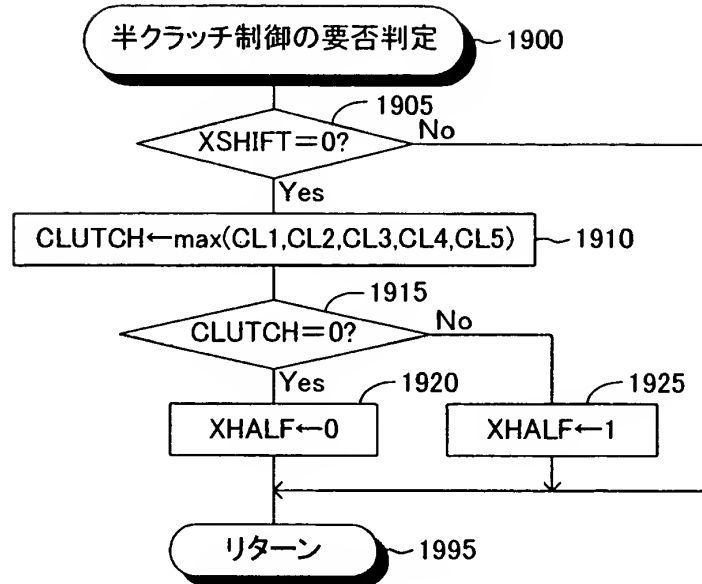 半クラッチ制御の要否判定
1900
1905
XSHIFT=0?
No
Yes
CLUTCH←max(CL1,CL2,CL3,CL4,CL5)
1910
1915
CLUTCH=0?
No
Yes
1920
1925
XHALF←0
XHALF←1
リターン
1995